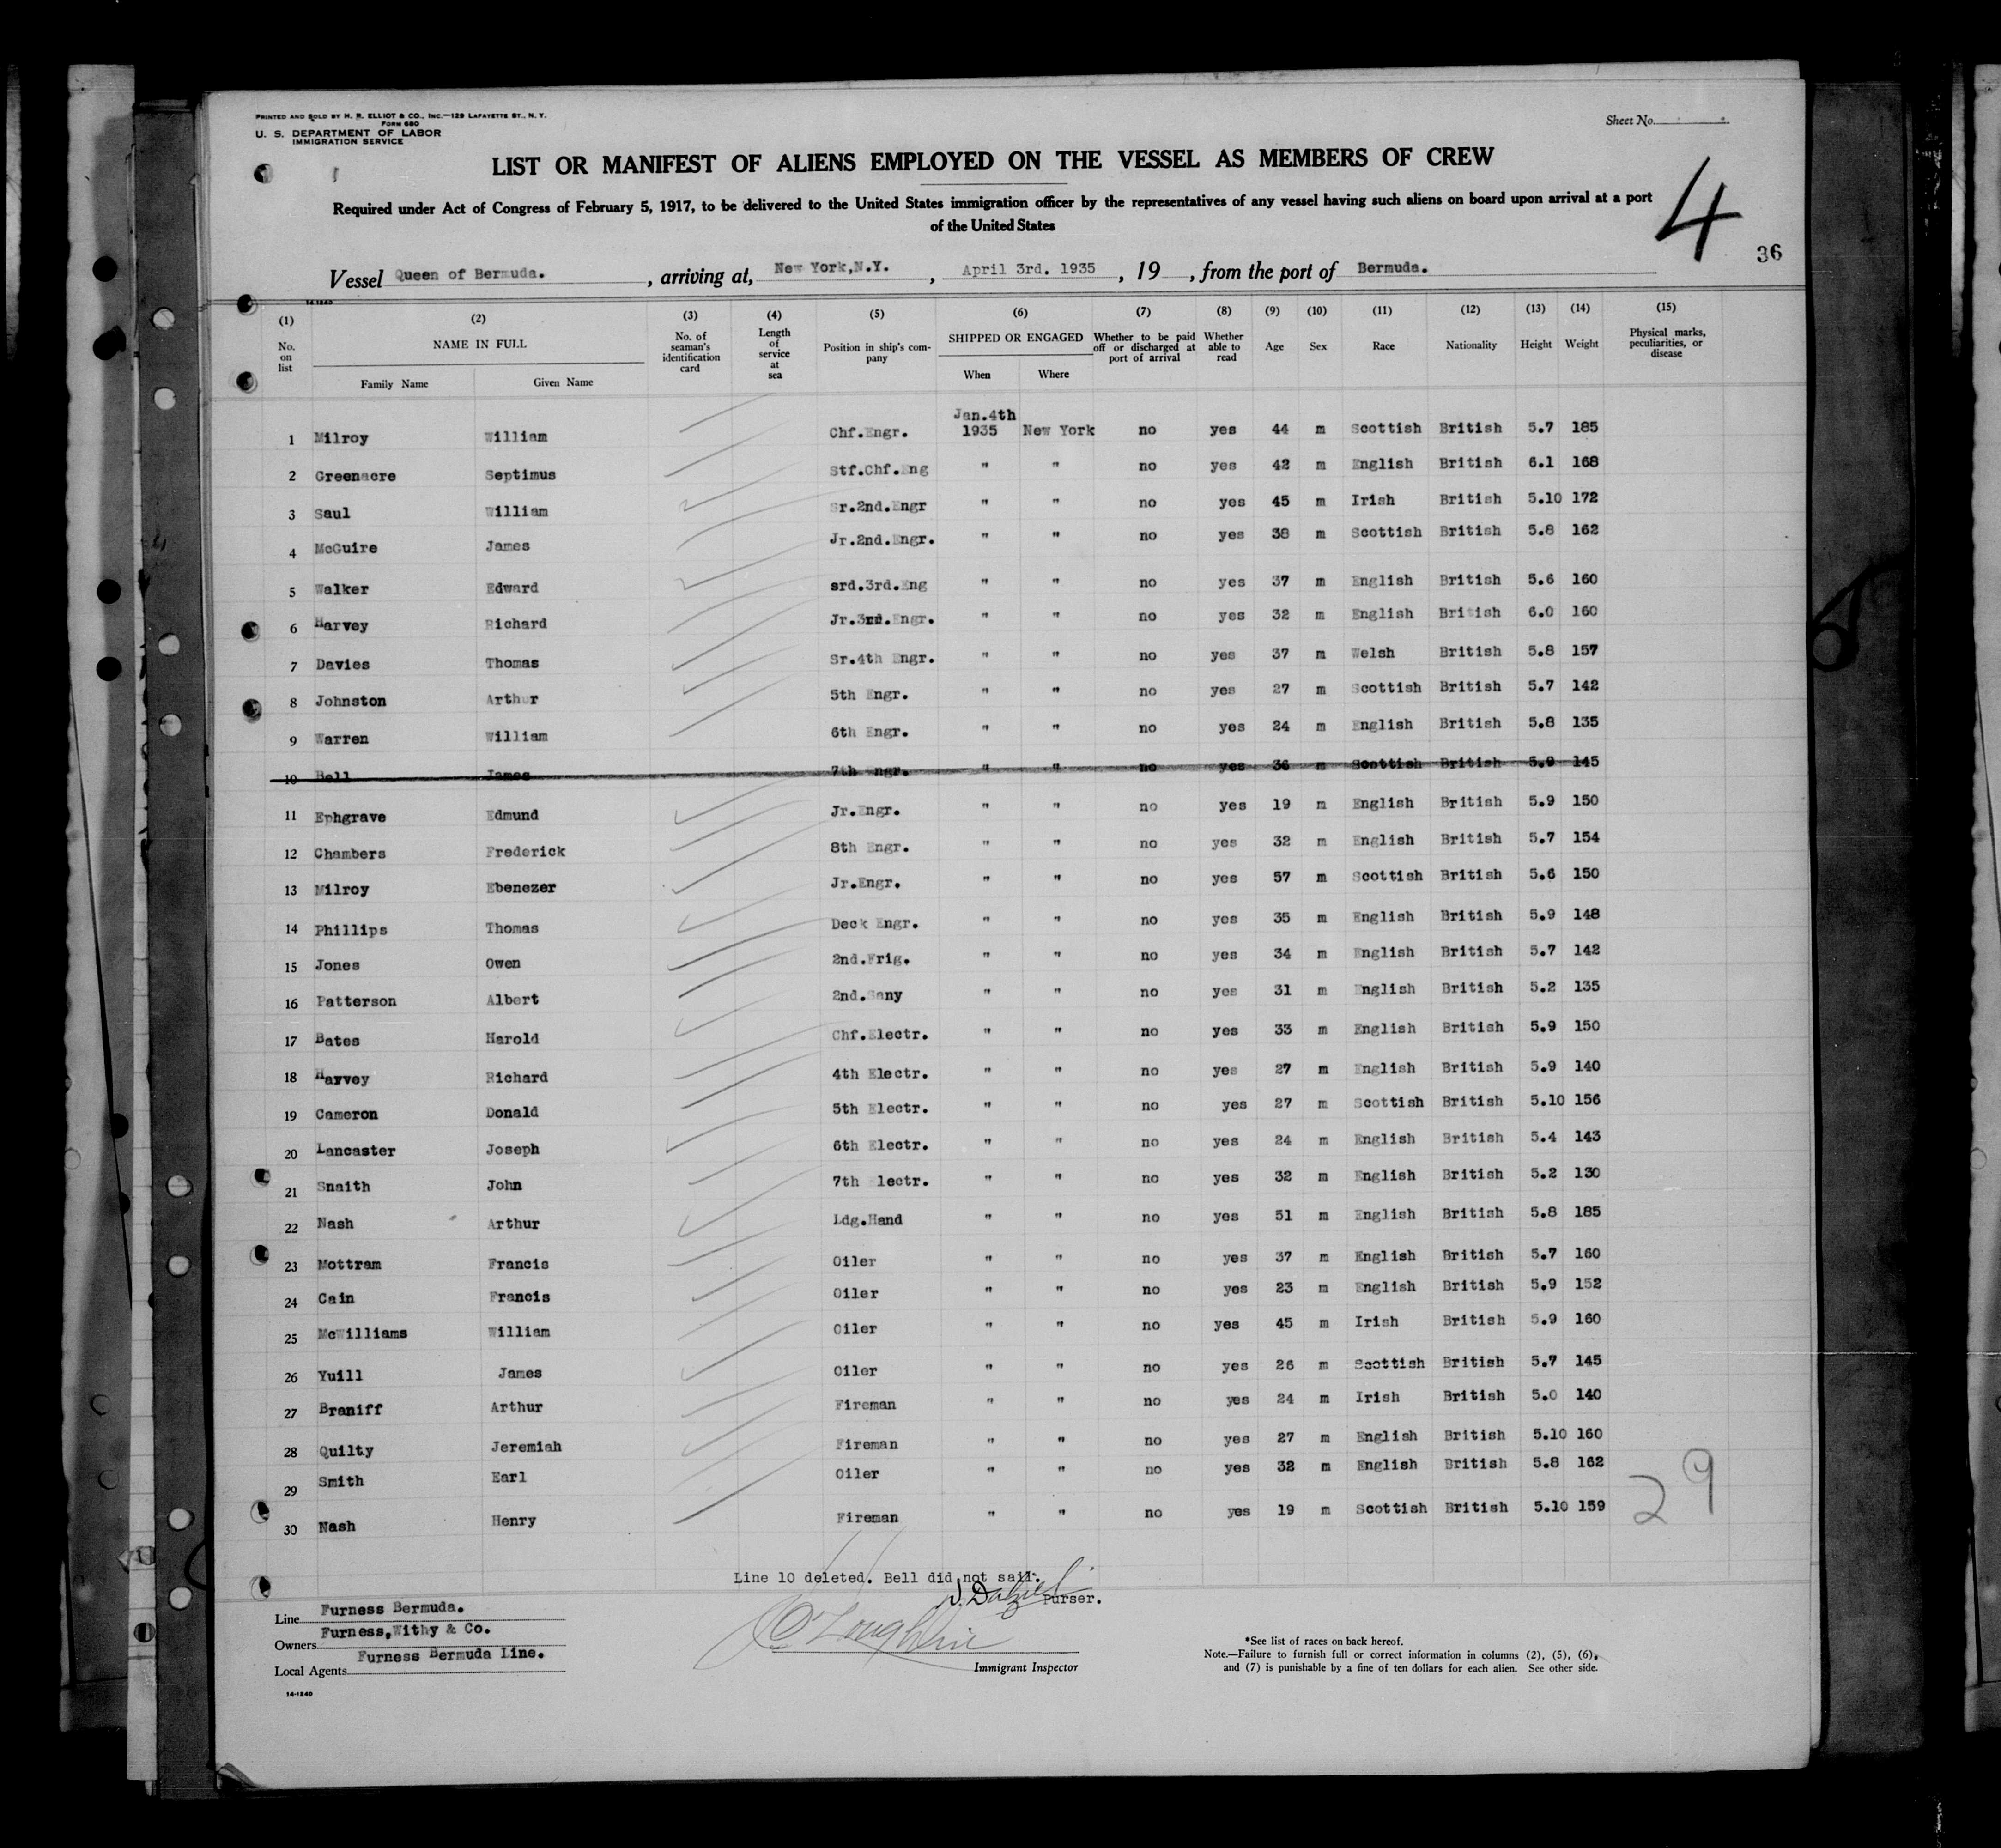 PRINTED AND SOLD BY H. R. ELLIOT & CO., INC.—129 LAFAYETTE ST., N. Y.
FORM 680
U. S. DEPARTMENT OF LABOR
IMMIGRATION SERVICE
Sheet No.
LIST OR MANIFEST OF ALIENS EMPLOYED ON THE VESSEL AS MEMBERS OF CREW
4
Required under Act of Congress of February 5, 1917, to be delivered to the United States immigration officer by the representatives of any vessel having such aliens on board upon arrival at a port
of the United States
36
Vessel Queen of Bermuda. , arriving at, New York,N.Y. , April 3rd. 1935 , 19 , from the port of Bermuda.
14-1240
(1) No. on list (2) NAME IN FULL Family Name Given Name (3) No. of seaman's identification card (4) Length of service at sea (5) Position in ship's company (6) SHIPPED OR ENGAGED When Where (7) Whether to be paid off or discharged at port of arrival (8) Whether able to read (9) Age (10) Sex (11) Race (12) Nationality (13) Height (14) Weight (15) Physical marks, peculiarities, or disease
1 Milroy William Chf.Engr. Jan.4th 1935 New York no yes 44 m Scottish British 5.7 185
2 Greenacre Septimus Stf.Chf.Eng " " no yes 42 m English British 6.1 168
3 Saul William Sr.2nd.Engr " " no yes 45 m Irish British 5.10 172
4 McGuire James Jr.2nd.Engr. " " no yes 38 m Scottish British 5.8 162
5 Walker Edward srd.3rd.Eng " " no yes 37 m English British 5.6 160
6 Harvey Richard Jr.3rd.Engr. " " no yes 32 m English British 6.0 160
7 Davies Thomas Sr.4th Engr. " " no yes 37 m Welsh British 5.8 157
8 Johnston Arthur 5th Engr. " " no yes 27 m Scottish British 5.7 142
9 Warren William 6th Engr. " " no yes 24 m English British 5.8 135
10 Bell James 7th Engr. " " no yes 36 m Scottish British 5.9 145
11 Ephgrave Edmund Jr.Engr. " " no yes 19 m English British 5.9 150
12 Chambers Frederick 8th Engr. " " no yes 32 m English British 5.7 154
13 Milroy Ebenezer Jr.Engr. " " no yes 57 m Scottish British 5.6 150
14 Phillips Thomas Deck Engr. " " no yes 35 m English British 5.9 148
15 Jones Owen 2nd.Frig. " " no yes 34 m English British 5.7 142
16 Patterson Albert 2nd.Sany " " no yes 31 m English British 5.2 135
17 Bates Harold Chf.Electr. " " no yes 33 m English British 5.9 150
18 Harvey Richard 4th Electr. " " no yes 27 m English British 5.9 140
19 Cameron Donald 5th Electr. " " no yes 27 m Scottish British 5.10 156
20 Lancaster Joseph 6th Electr. " " no yes 24 m English British 5.4 143
21 Snaith John 7th Electr. " " no yes 32 m English British 5.2 130
22 Nash Arthur Ldg.Hand " " no yes 51 m English British 5.8 185
23 Mottram Francis Oiler " " no yes 37 m English British 5.7 160
24 Cain Francis Oiler " " no yes 23 m English British 5.9 152
25 McWilliams William Oiler " " no yes 45 m Irish British 5.9 160
26 Yuill James Oiler " " no yes 26 m Scottish British 5.7 145
27 Braniff Arthur Fireman " " no yes 24 m Irish British 5.0 140
28 Quilty Jeremiah Fireman " " no yes 27 m English British 5.10 160
29 Smith Earl Oiler " " no yes 32 m English British 5.8 162
30 Nash Henry Fireman " " no yes 19 m Scottish British 5.10 159
29
Line 10 deleted. Bell did not sail.
Purser.
Line Furness Bermuda.
Owners Furness,Withy & Co.
Local Agents Furness Bermuda Line.
O'Loughlin
Immigrant Inspector
*See list of races on back hereof.
Note.—Failure to furnish full or correct information in columns (2), (5), (6),
and (7) is punishable by a fine of ten dollars for each alien. See other side.
14-1240